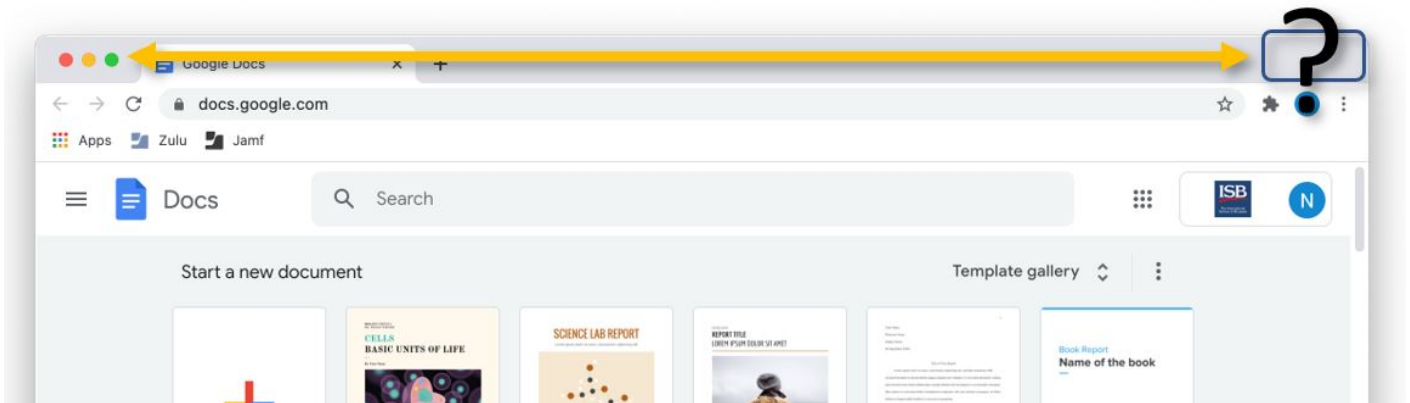 ?
Google Docs
docs.google.com
Apps Zulu Jamf
Docs
Search
ISB
N
Start a new document
Template gallery
CELLS
BASIC UNITS OF LIFE
SCIENCE LAB REPORT
REPORT TITLE
LOREM IPSUM DOLOR SIT AMET
Book Report
Name of the book